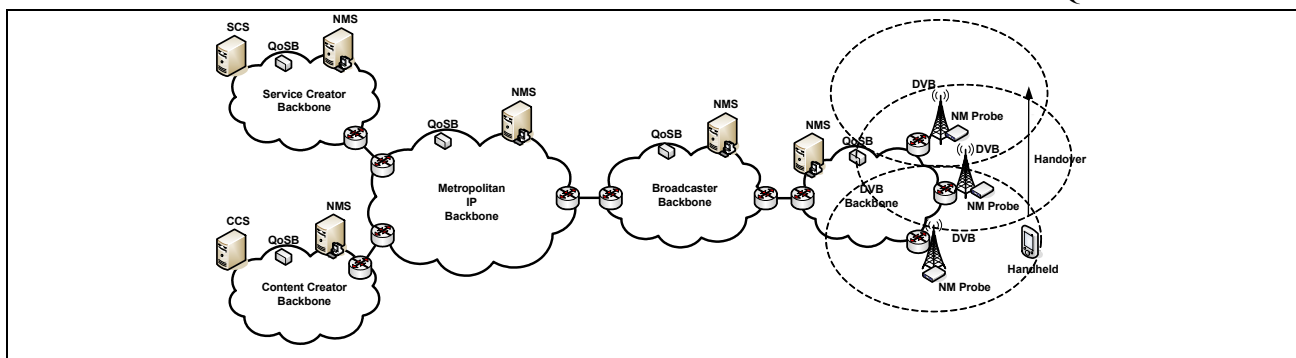 Q
SCS
NMS
QoSB
Service Creator
Backbone
NMS
QoSB
Metropolitan
IP
Backbone
CCS
NMS
QoSB
Content Creator
Backbone
NMS
QoSB
Broadcaster
Backbone
NMS
QoSB
DVB
Backbone
DVB
NM Probe
DVB
NM Probe
DVB
NM Probe
Handover
Handheld